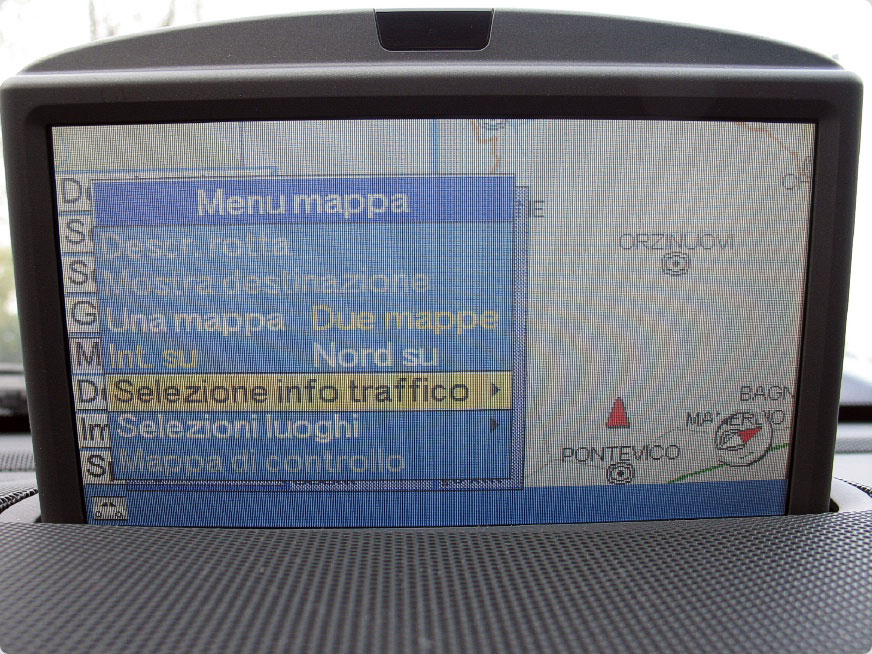 Menu mappa
Descr. rotta
Mostra destinazione
Una mappa Due mappe
Int. su Nord su
Selezione info traffico
Selezioni luoghi
Mappa di controllo
ORZINUOVI
PONTEVICO
BAGN